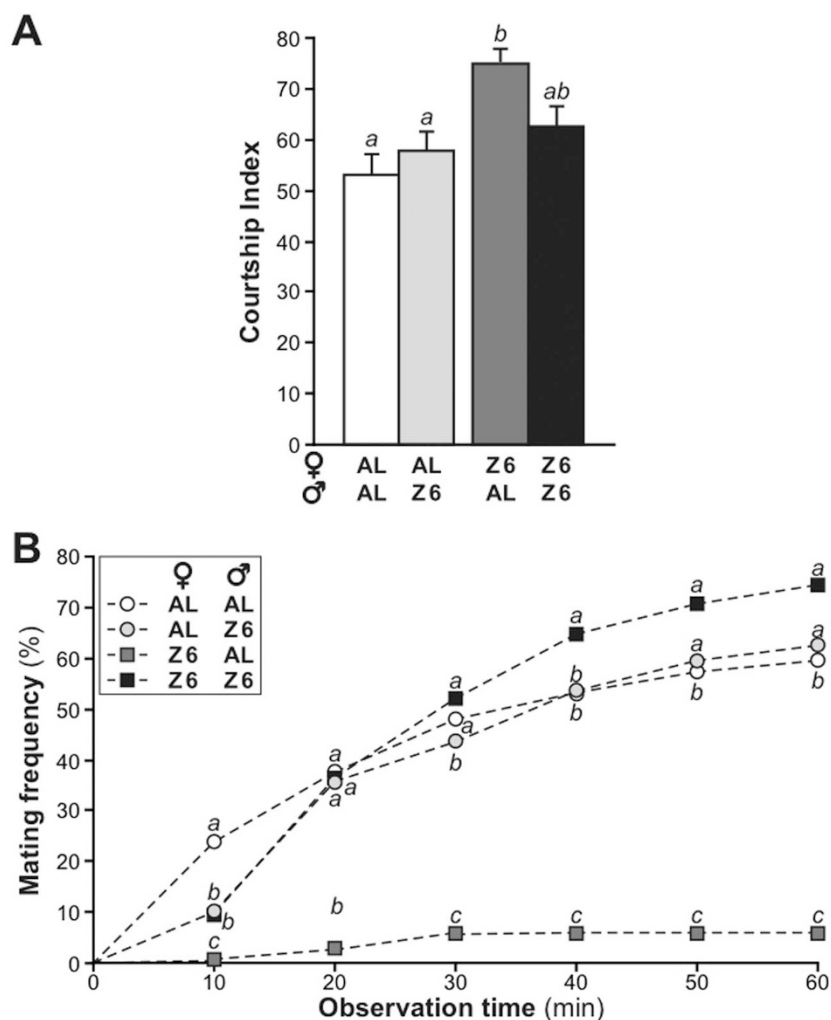 A
Courtship Index
80
70
60
50
40
30
20
10
0
a
a
b
ab
♀ AL AL Z6 Z6
♂ AL Z6 AL Z6
B
Mating frequency (%)
80
70
60
50
40
30
20
10
0
♀ ♂
AL AL
AL Z6
Z6 AL
Z6 Z6
a
b
b
c
a
a
a
b
a
a
b
c
a
b
b
c
a
a
b
c
a
a
b
c
0 10 20 30 40 50 60
Observation time (min)